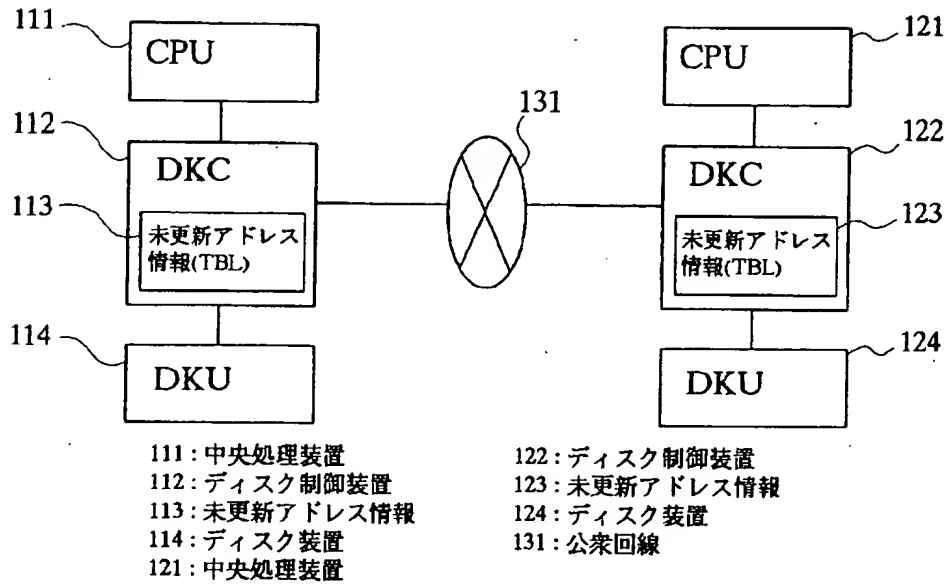 111
CPU
112
DKC
113
未更新アドレス
情報(TBL)
114
DKU
131
121
CPU
122
DKC
123
未更新アドレス
情報(TBL)
124
DKU
111：中央処理装置
112：ディスク制御装置
113：未更新アドレス情報
114：ディスク装置
121：中央処理装置
122：ディスク制御装置
123：未更新アドレス情報
124：ディスク装置
131：公衆回線